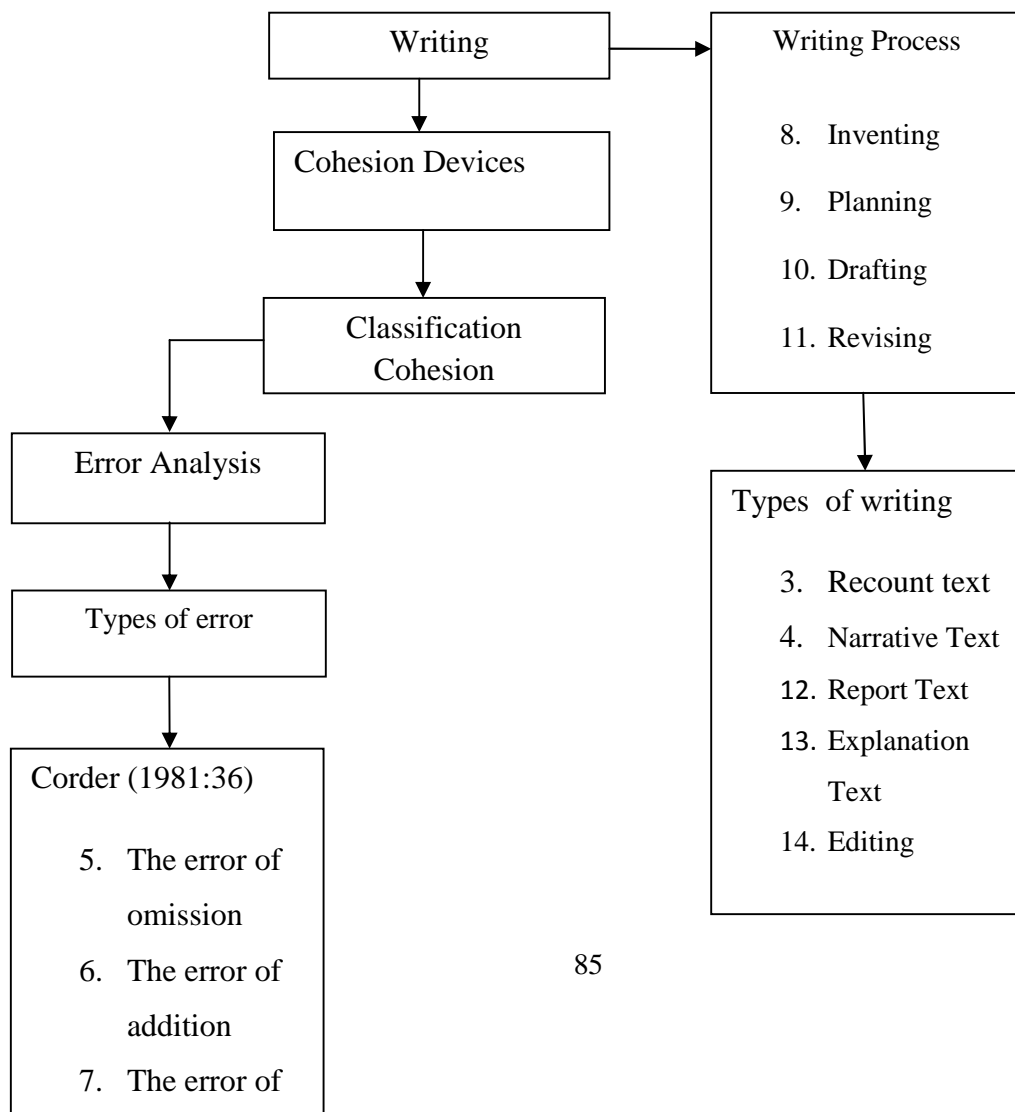 Writing
Cohesion Devices
Classification
Cohesion
Error Analysis
Types of error
Corder (1981:36)
5. The error of
omission
6. The error of
addition
7. The error of
Writing Process
8. Inventing
9. Planning
10. Drafting
11. Revising
Types of writing
3. Recount text
4. Narrative Text
12. Report Text
13. Explanation
Text
14. Editing
85